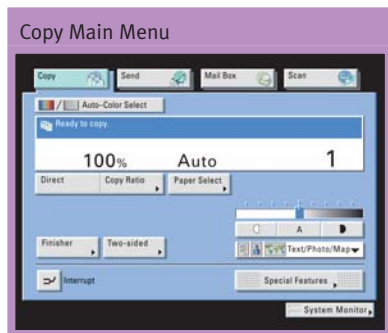 Copy Main Menu
Copy Send Mail Box Scan
Auto-Color Select
Ready to copy.
100% Auto 1
Direct Copy Ratio Paper Select
A
Finisher Two-sided Text/Photo/Map
Interrupt Special Features
System Monitor